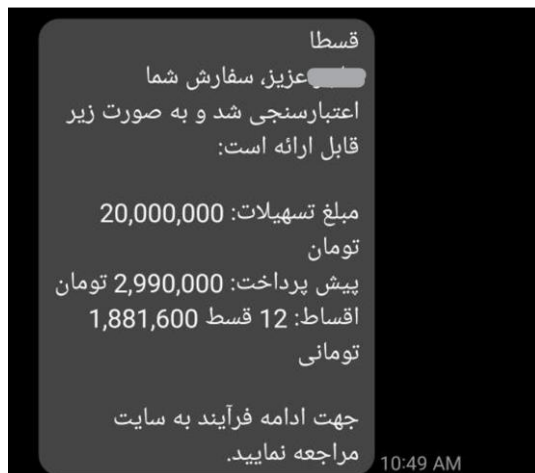 قسطا
عزیز، سفارش شما
اعتبارسنجی شد و به صورت زیر
قابل ارائه است:
مبلغ تسهیلات: 20,000,000
تومان
پیش پرداخت: 2,990,000 تومان
اقساط: 12 قسط 1,881,600
تومانی
جهت ادامه فرآیند به سایت
مراجعه نمایید.
10:49 AM